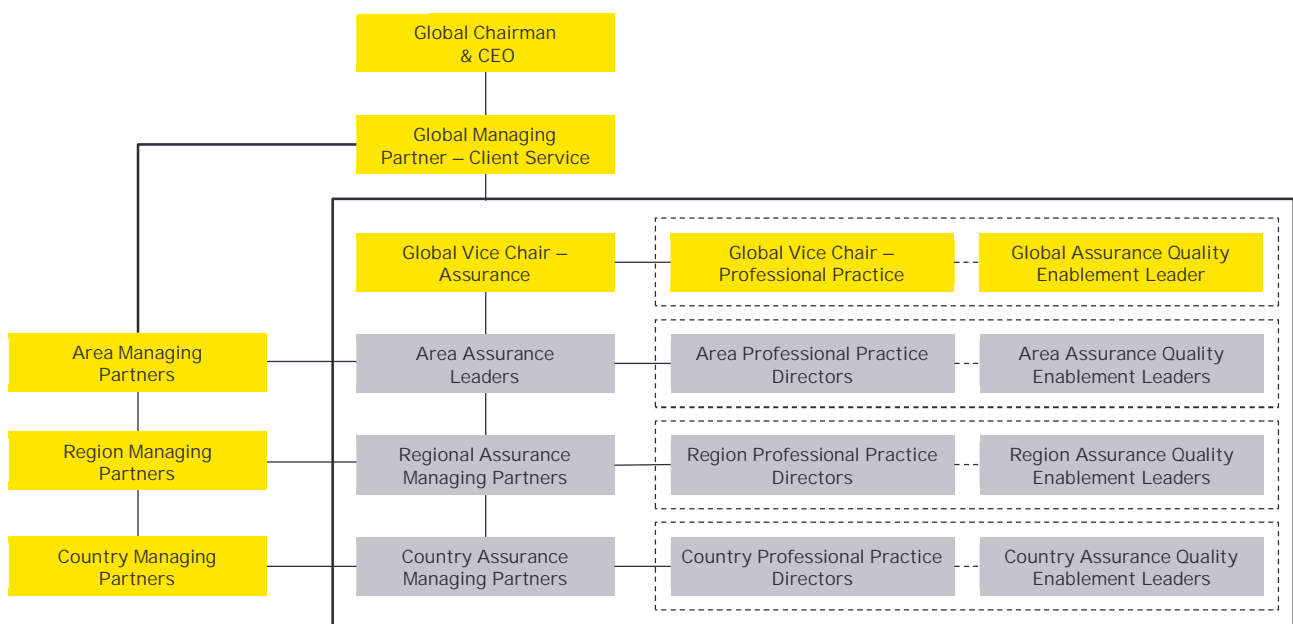 Global Chairman
& CEO
Global Managing
Partner – Client Service
Global Vice Chair –
Assurance
Global Vice Chair –
Professional Practice
Global Assurance Quality
Enablement Leader
Area Managing
Partners
Area Assurance
Leaders
Area Professional Practice
Directors
Area Assurance Quality
Enablement Leaders
Region Managing
Partners
Regional Assurance
Managing Partners
Region Professional Practice
Directors
Region Assurance Quality
Enablement Leaders
Country Managing
Partners
Country Assurance
Managing Partners
Country Professional Practice
Directors
Country Assurance Quality
Enablement Leaders